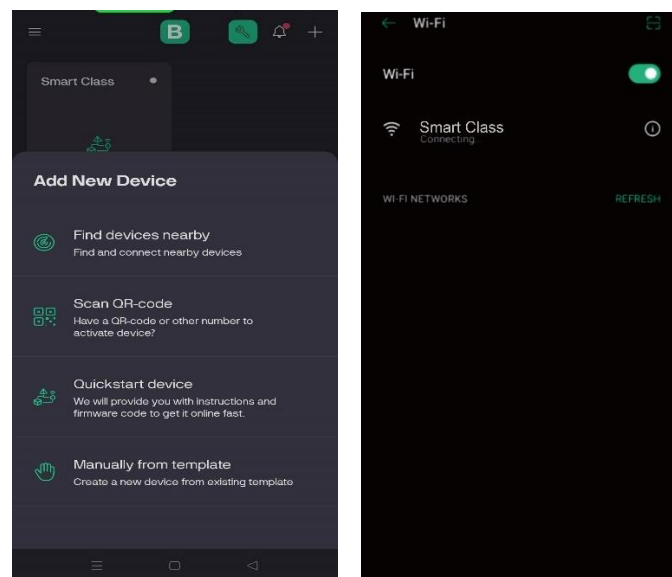 B
Smart Class
Add New Device
Find devices nearby
Find and connect nearby devices
Scan QR-code
Have a QR-code or other number to
activate device?
Quickstart device
We will provide you with instructions and
firmware code to get it online fast.
Manually from template
Create a new device from existing template
Wi-Fi
Wi-Fi
Smart Class
Connecting...
WI-FI NETWORKS
REFRESH